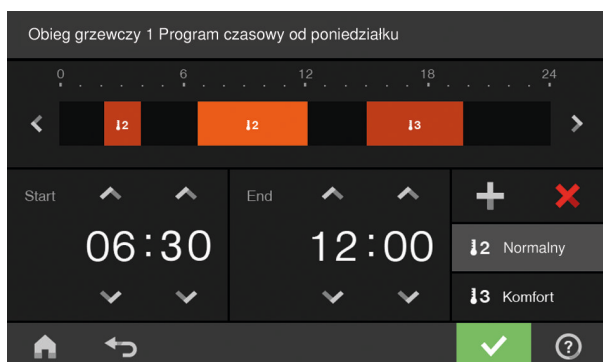 Obieg grzewczy 1 Program czasowy od poniedziałku
0 6 12 18 24
2 2 3
Start 06:30 End 12:00
2 Normalny
3 Komfort
?